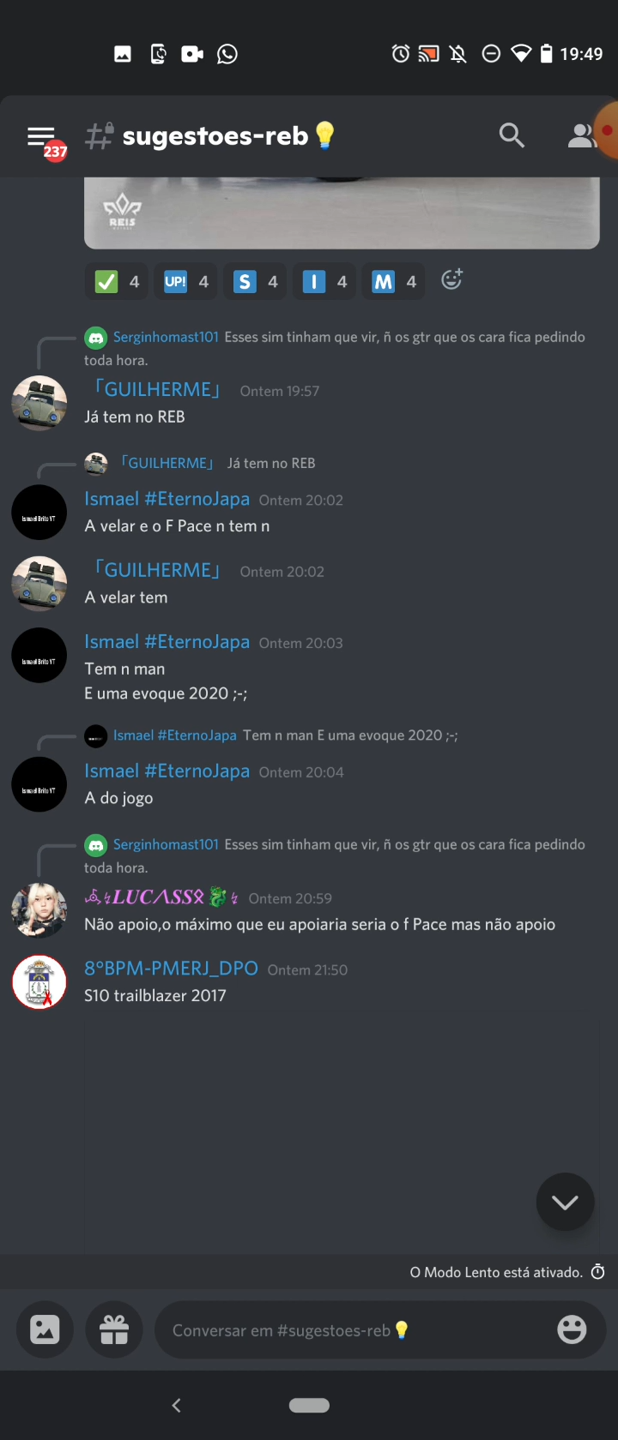 19:49
sugestoes-reb💡
237
REIS
✅ 4 UP! 4 S 4 I 4 M 4
Serginhomast101 Esses sim tinham que vir, ñ os gtr que os cara fica pedindo
toda hora.
「GUILHERME」 Ontem 19:57
Já tem no REB
「GUILHERME」 Já tem no REB
Ismael #EternoJapa Ontem 20:02
A velar e o F Pace n tem n
「GUILHERME」 Ontem 20:02
A velar tem
Ismael #EternoJapa Ontem 20:03
Tem n man
E uma evoque 2020 ;-;
Ismael #EternoJapa Tem n man E uma evoque 2020 ;-;
Ismael #EternoJapa Ontem 20:04
A do jogo
Serginhomast101 Esses sim tinham que vir, ñ os gtr que os cara fica pedindo
toda hora.
𝑳𝑼𝑪𝜦𝑺𝑺 Ontem 20:59
Não apoio,o máximo que eu apoiaria seria o f Pace mas não apoio
8°BPM-PMERJ_DPO Ontem 21:50
S10 trailblazer 2017
O Modo Lento está ativado.
Conversar em #sugestoes-reb💡